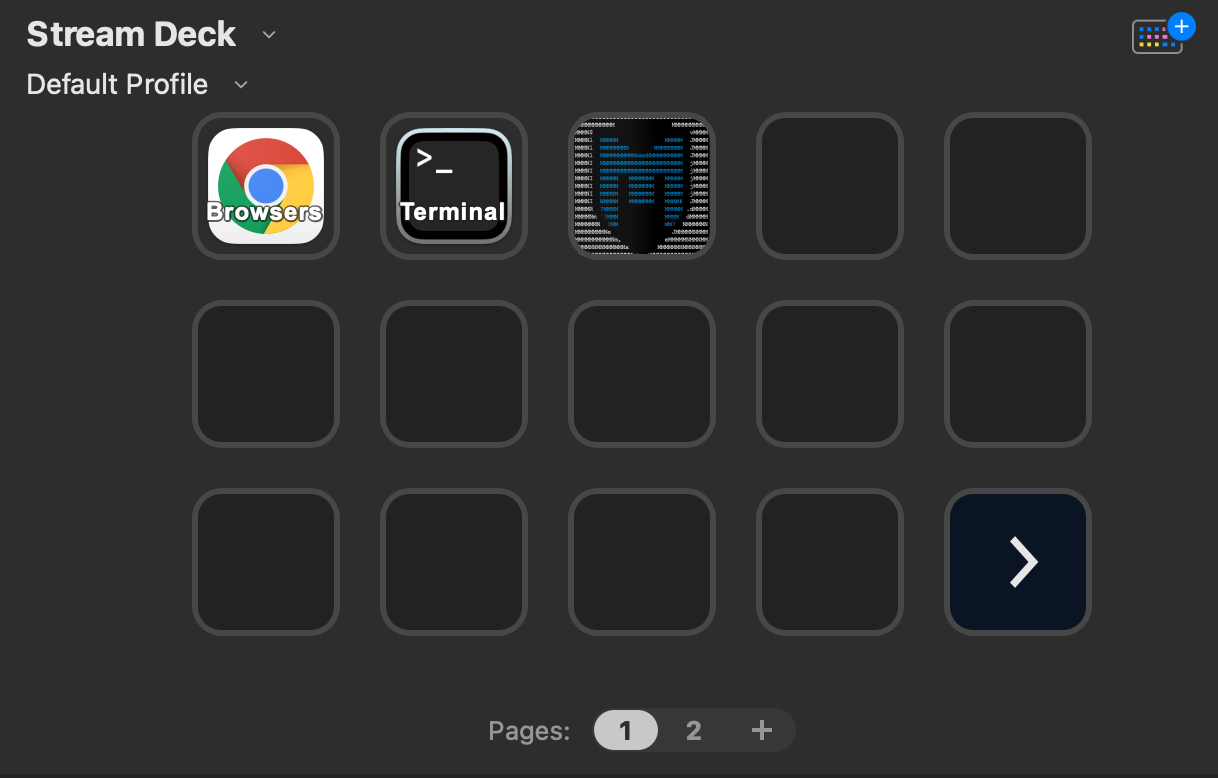 Stream Deck
Default Profile
Browsers
>_
Terminal
Pages: 1 2 +